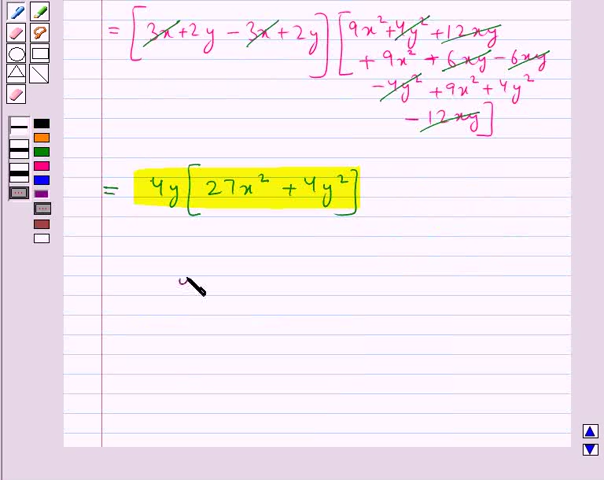 = [3x + 2y - 3x + 2y] [9x² + 4y² + 12xy
+ 9x² + 6xy - 6xy
- 4y² + 9x² + 4y²
- 12xy]
= 4y [27x² + 4y²]